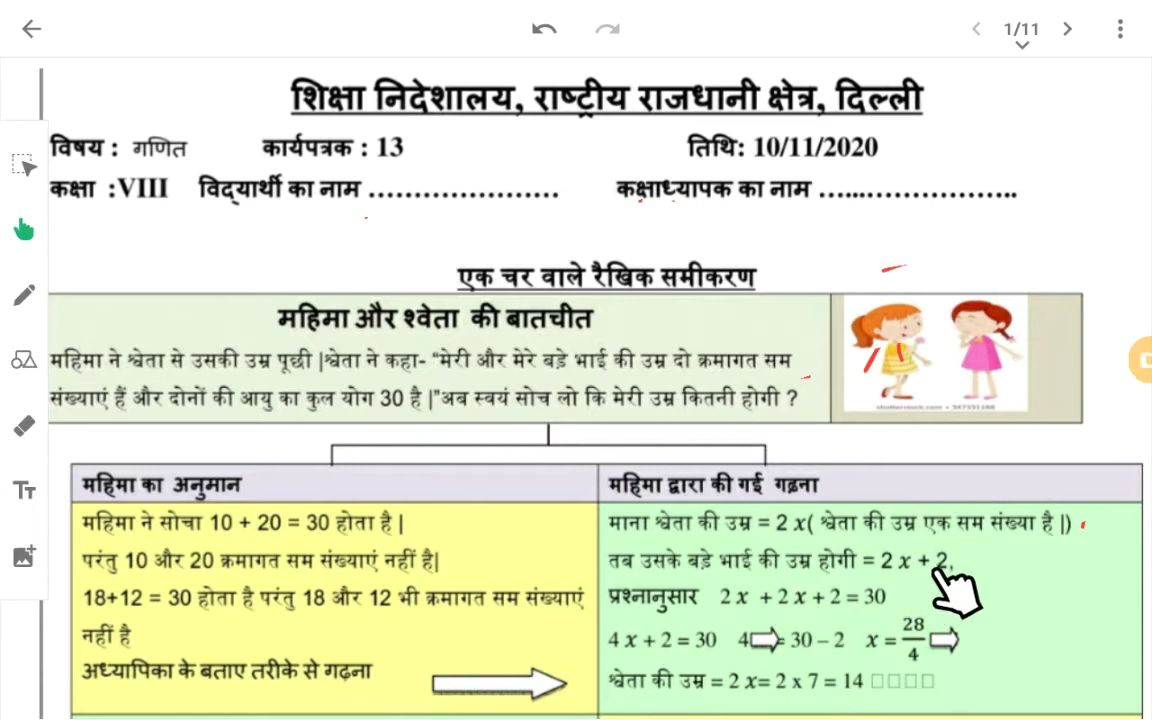 1/11
शिक्षा निदेशालय, राष्ट्रीय राजधानी क्षेत्र, दिल्ली
विषय : गणित कार्यपत्रक : 13 तिथि: 10/11/2020
कक्षा :VIII विद्यार्थी का नाम ………………… कक्षाध्यापक का नाम …...……………..
एक चर वाले रैखिक समीकरण
महिमा और श्वेता की बातचीत
महिमा ने श्वेता से उसकी उम्र पूछी |श्वेता ने कहा- "मेरी और मेरे बड़े भाई की उम्र दो क्रमागत सम
संख्याएं हैं और दोनों की आयु का कुल योग 30 है |"अब स्वयं सोच लो कि मेरी उम्र कितनी होगी ?
महिमा का अनुमान
महिमा ने सोचा 10 + 20 = 30 होता है |
परंतु 10 और 20 क्रमागत सम संख्याएं नहीं है|
18+12 = 30 होता है परंतु 18 और 12 भी क्रमागत सम संख्याएं
नहीं है
अध्यापिका के बताए तरीके से गढ़ना
महिमा द्वारा की गई गढ़ना
माना श्वेता की उम्र = 2 x( श्वेता की उम्र एक सम संख्या है |)
तब उसके बड़े भाई की उम्र होगी = 2 x + 2,
प्रश्नानुसार 2 x + 2 x + 2 = 30
4 x + 2 = 30 4 = 30 – 2 x = 28/4
श्वेता की उम्र = 2 x= 2 x 7 = 14
Tт